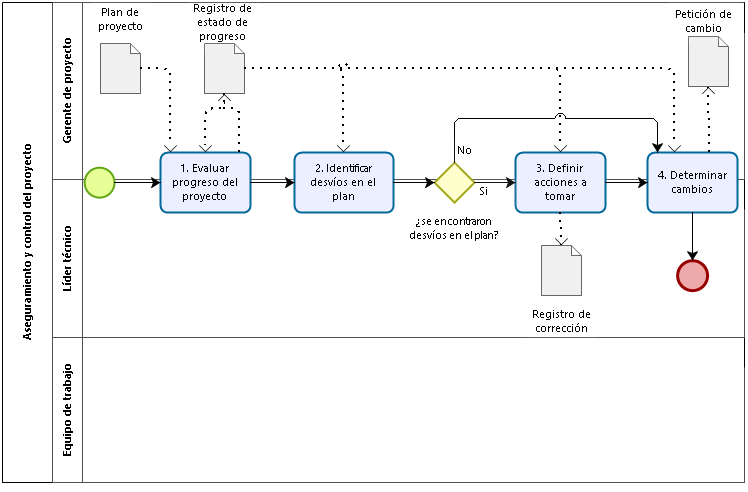 Aseguramiento y control del proyecto
Gerente de proyecto
Líder técnico
Equipo de trabajo
Plan de
proyecto
Registro de
estado de
progreso
Petición de
cambio
1. Evaluar
progreso del
proyecto
2. Identificar
desvíos en el
plan
No
Si
¿se encontraron
desvíos en el plan?
3. Definir
acciones a
tomar
4. Determinar
cambios
Registro de
corrección